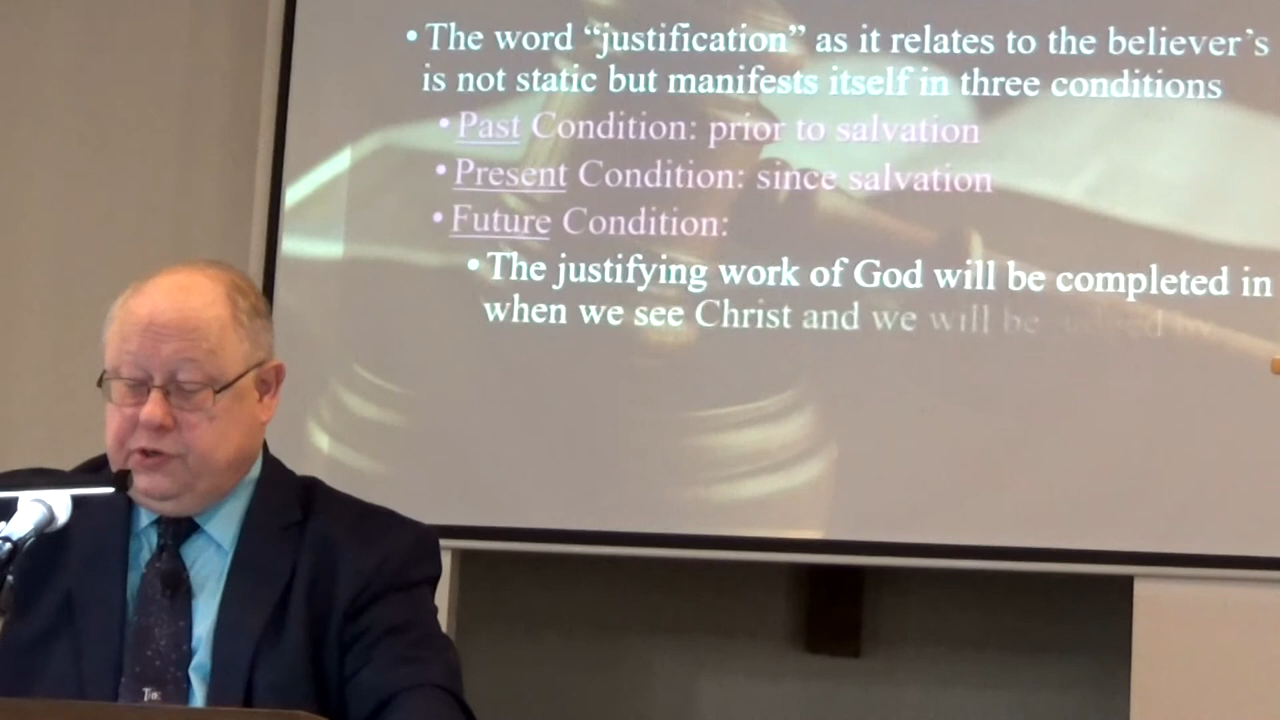 • The word “justification” as it relates to the believer’s
is not static but manifests itself in three conditions
• Past Condition: prior to salvation
• Present Condition: since salvation
• Future Condition:
• The justifying work of God will be completed in
when we see Christ and we will be